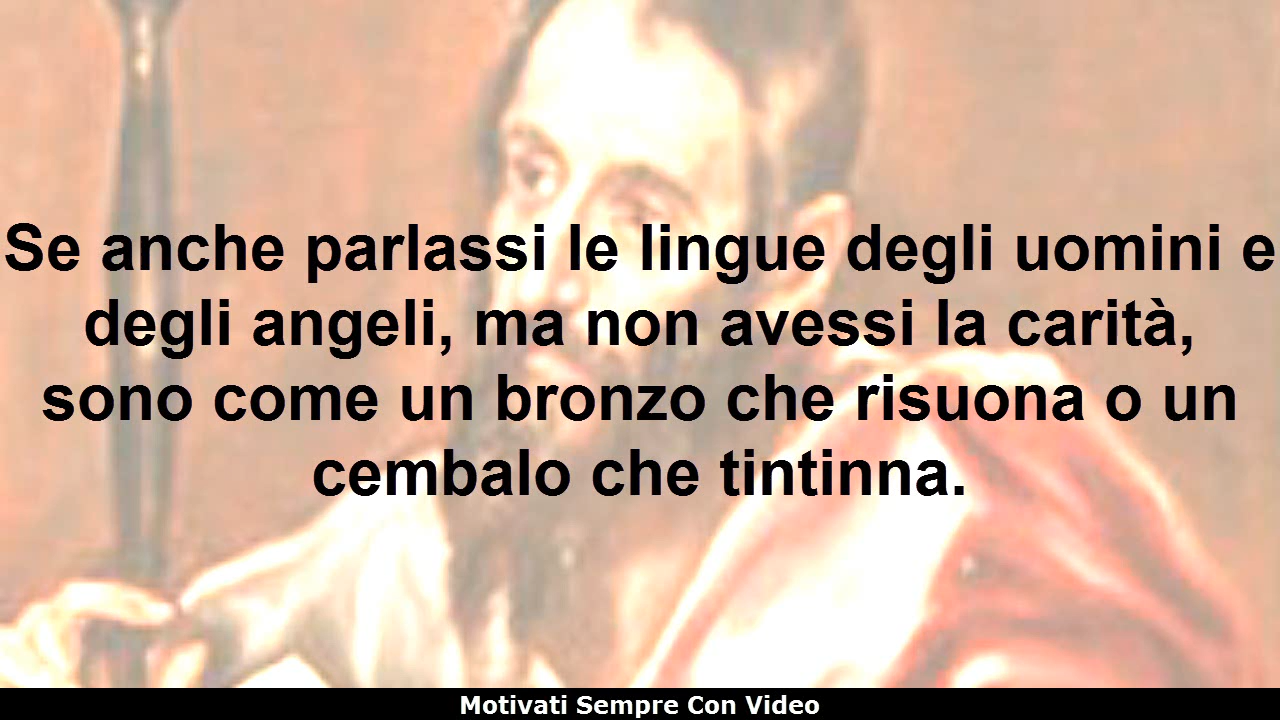 Se anche parlassi le lingue degli uomini e
degli angeli, ma non avessi la carità,
sono come un bronzo che risuona o un
cembalo che tintinna.
Motivati Sempre Con Video